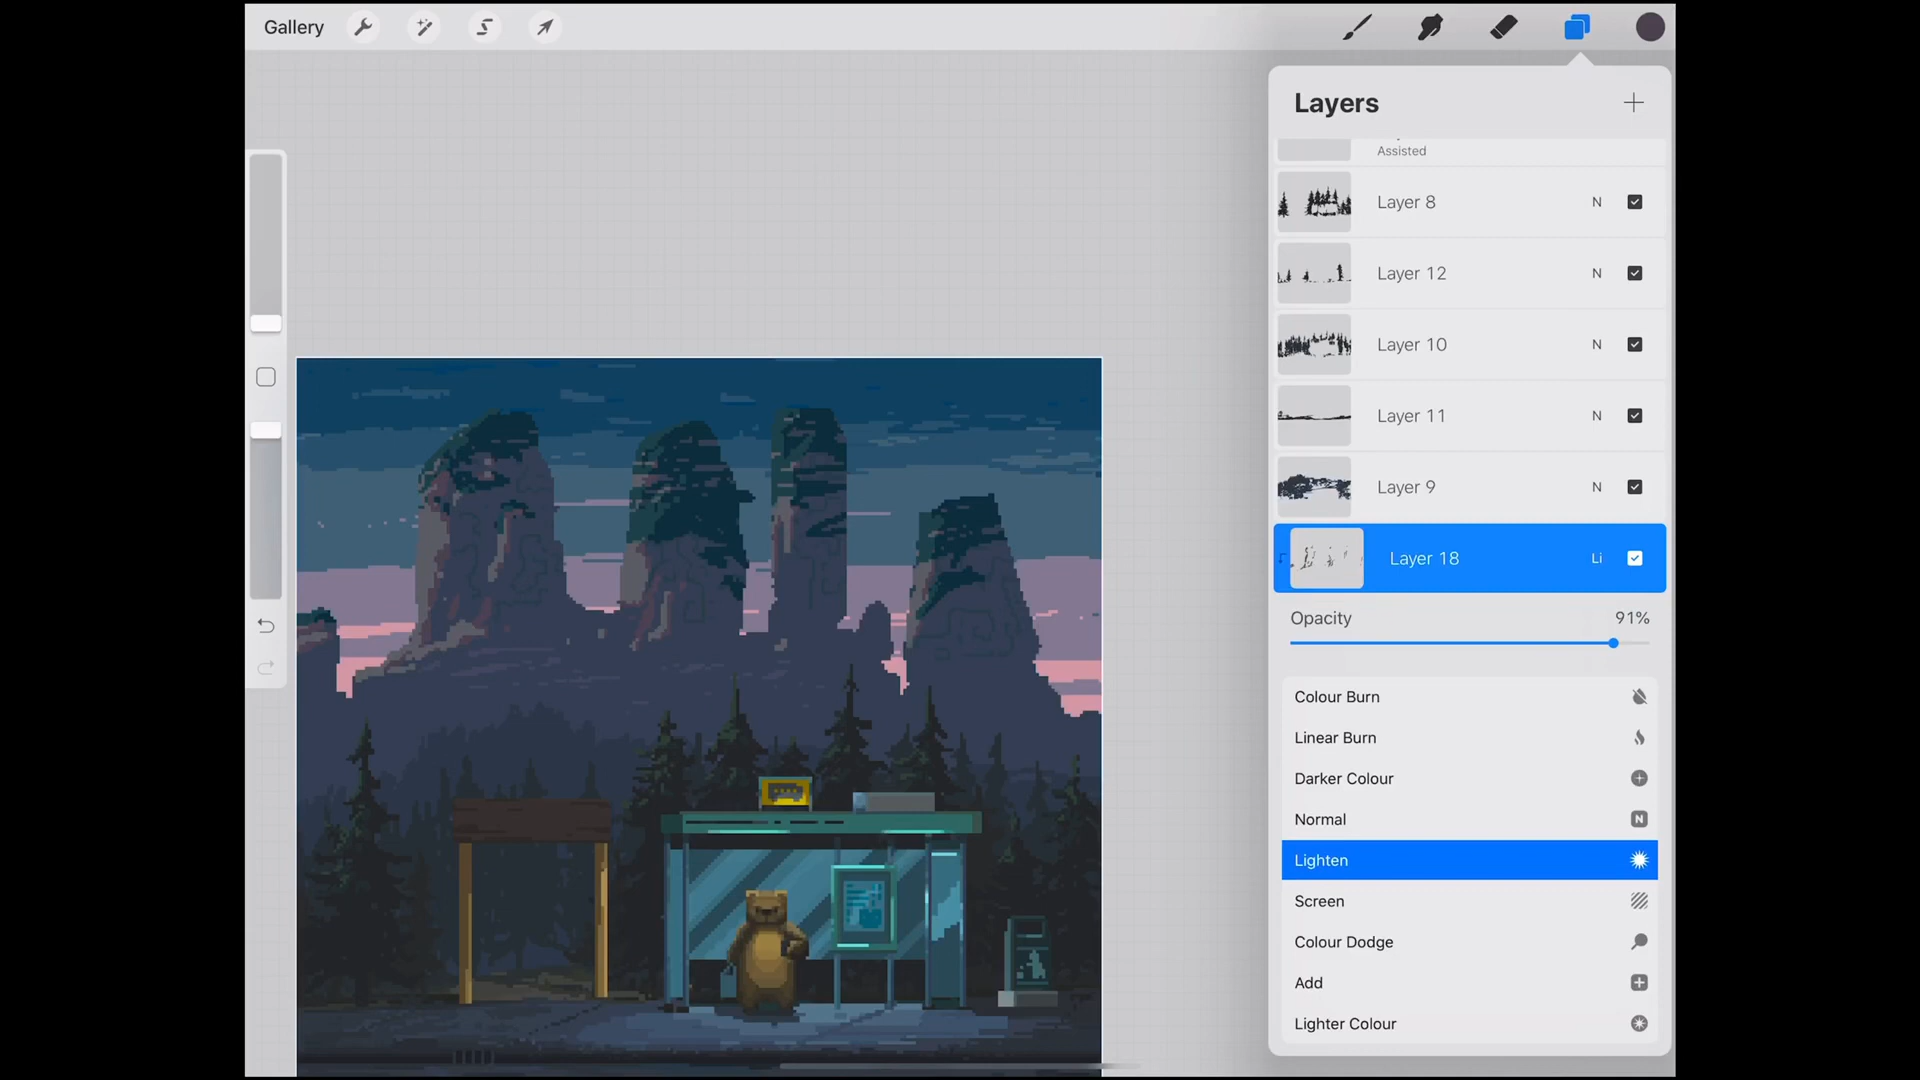 Gallery
Layers
Assisted
Layer 8 N
Layer 12 N
Layer 10 N
Layer 11 N
Layer 9 N
Layer 18 Li
Opacity 91%
Colour Burn
Linear Burn
Darker Colour
Normal N
Lighten
Screen
Colour Dodge
Add
Lighter Colour